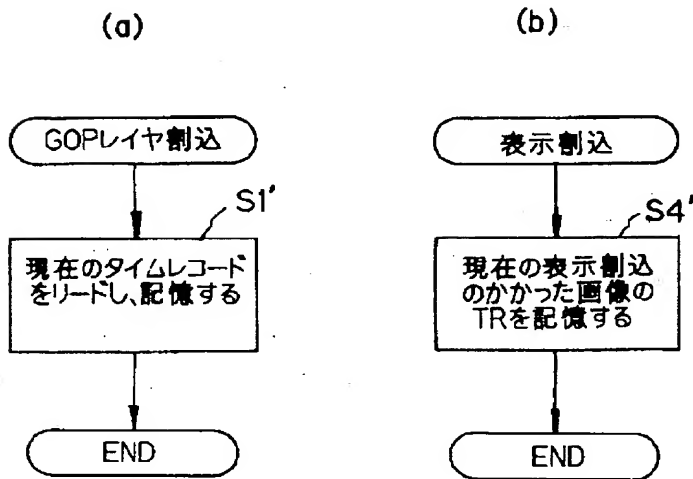 (a)
GOPレイヤ割込
S1'
現在のタイムレコード
をリードし、記憶する
END
(b)
表示割込
S4'
現在の表示割込
のかかった画像の
TRを記憶する
END